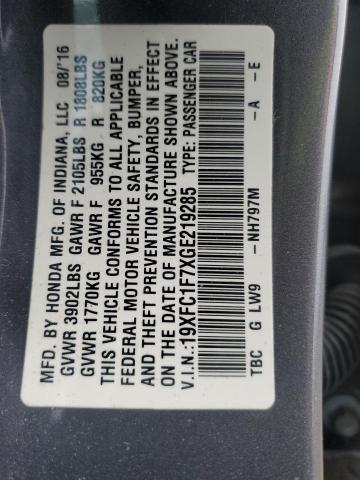 MFD. BY HONDA MFG. OF INDIANA, LLC 08/'16
GVWR 3902LBS GAWR F 2105LBS R 1808LBS
GVWR 1770KG GAWR F 955KG R 820KG
THIS VEHICLE CONFORMS TO ALL APPLICABLE
FEDERAL MOTOR VEHICLE SAFETY, BUMPER,
AND THEFT PREVENTION STANDARDS IN EFFECT
ON THE DATE OF MANUFACTURE SHOWN ABOVE.
V.I.N.:19XFC1F7XGE219285 TYPE: PASSENGER CAR
TBC G LW9 -NH797M -A -E